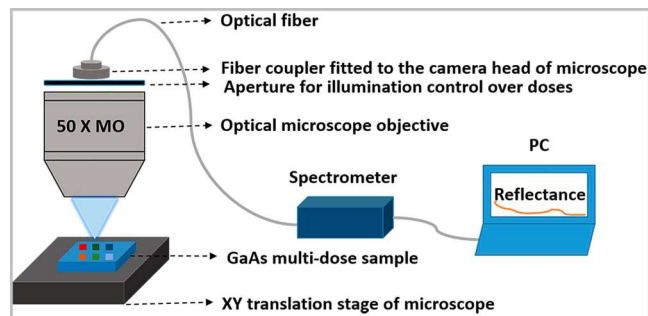 Optical fiber
Fiber coupler fitted to the camera head of microscope
Aperture for illumination control over doses
50 X MO
Optical microscope objective
PC
Spectrometer
Reflectance
GaAs multi-dose sample
XY translation stage of microscope